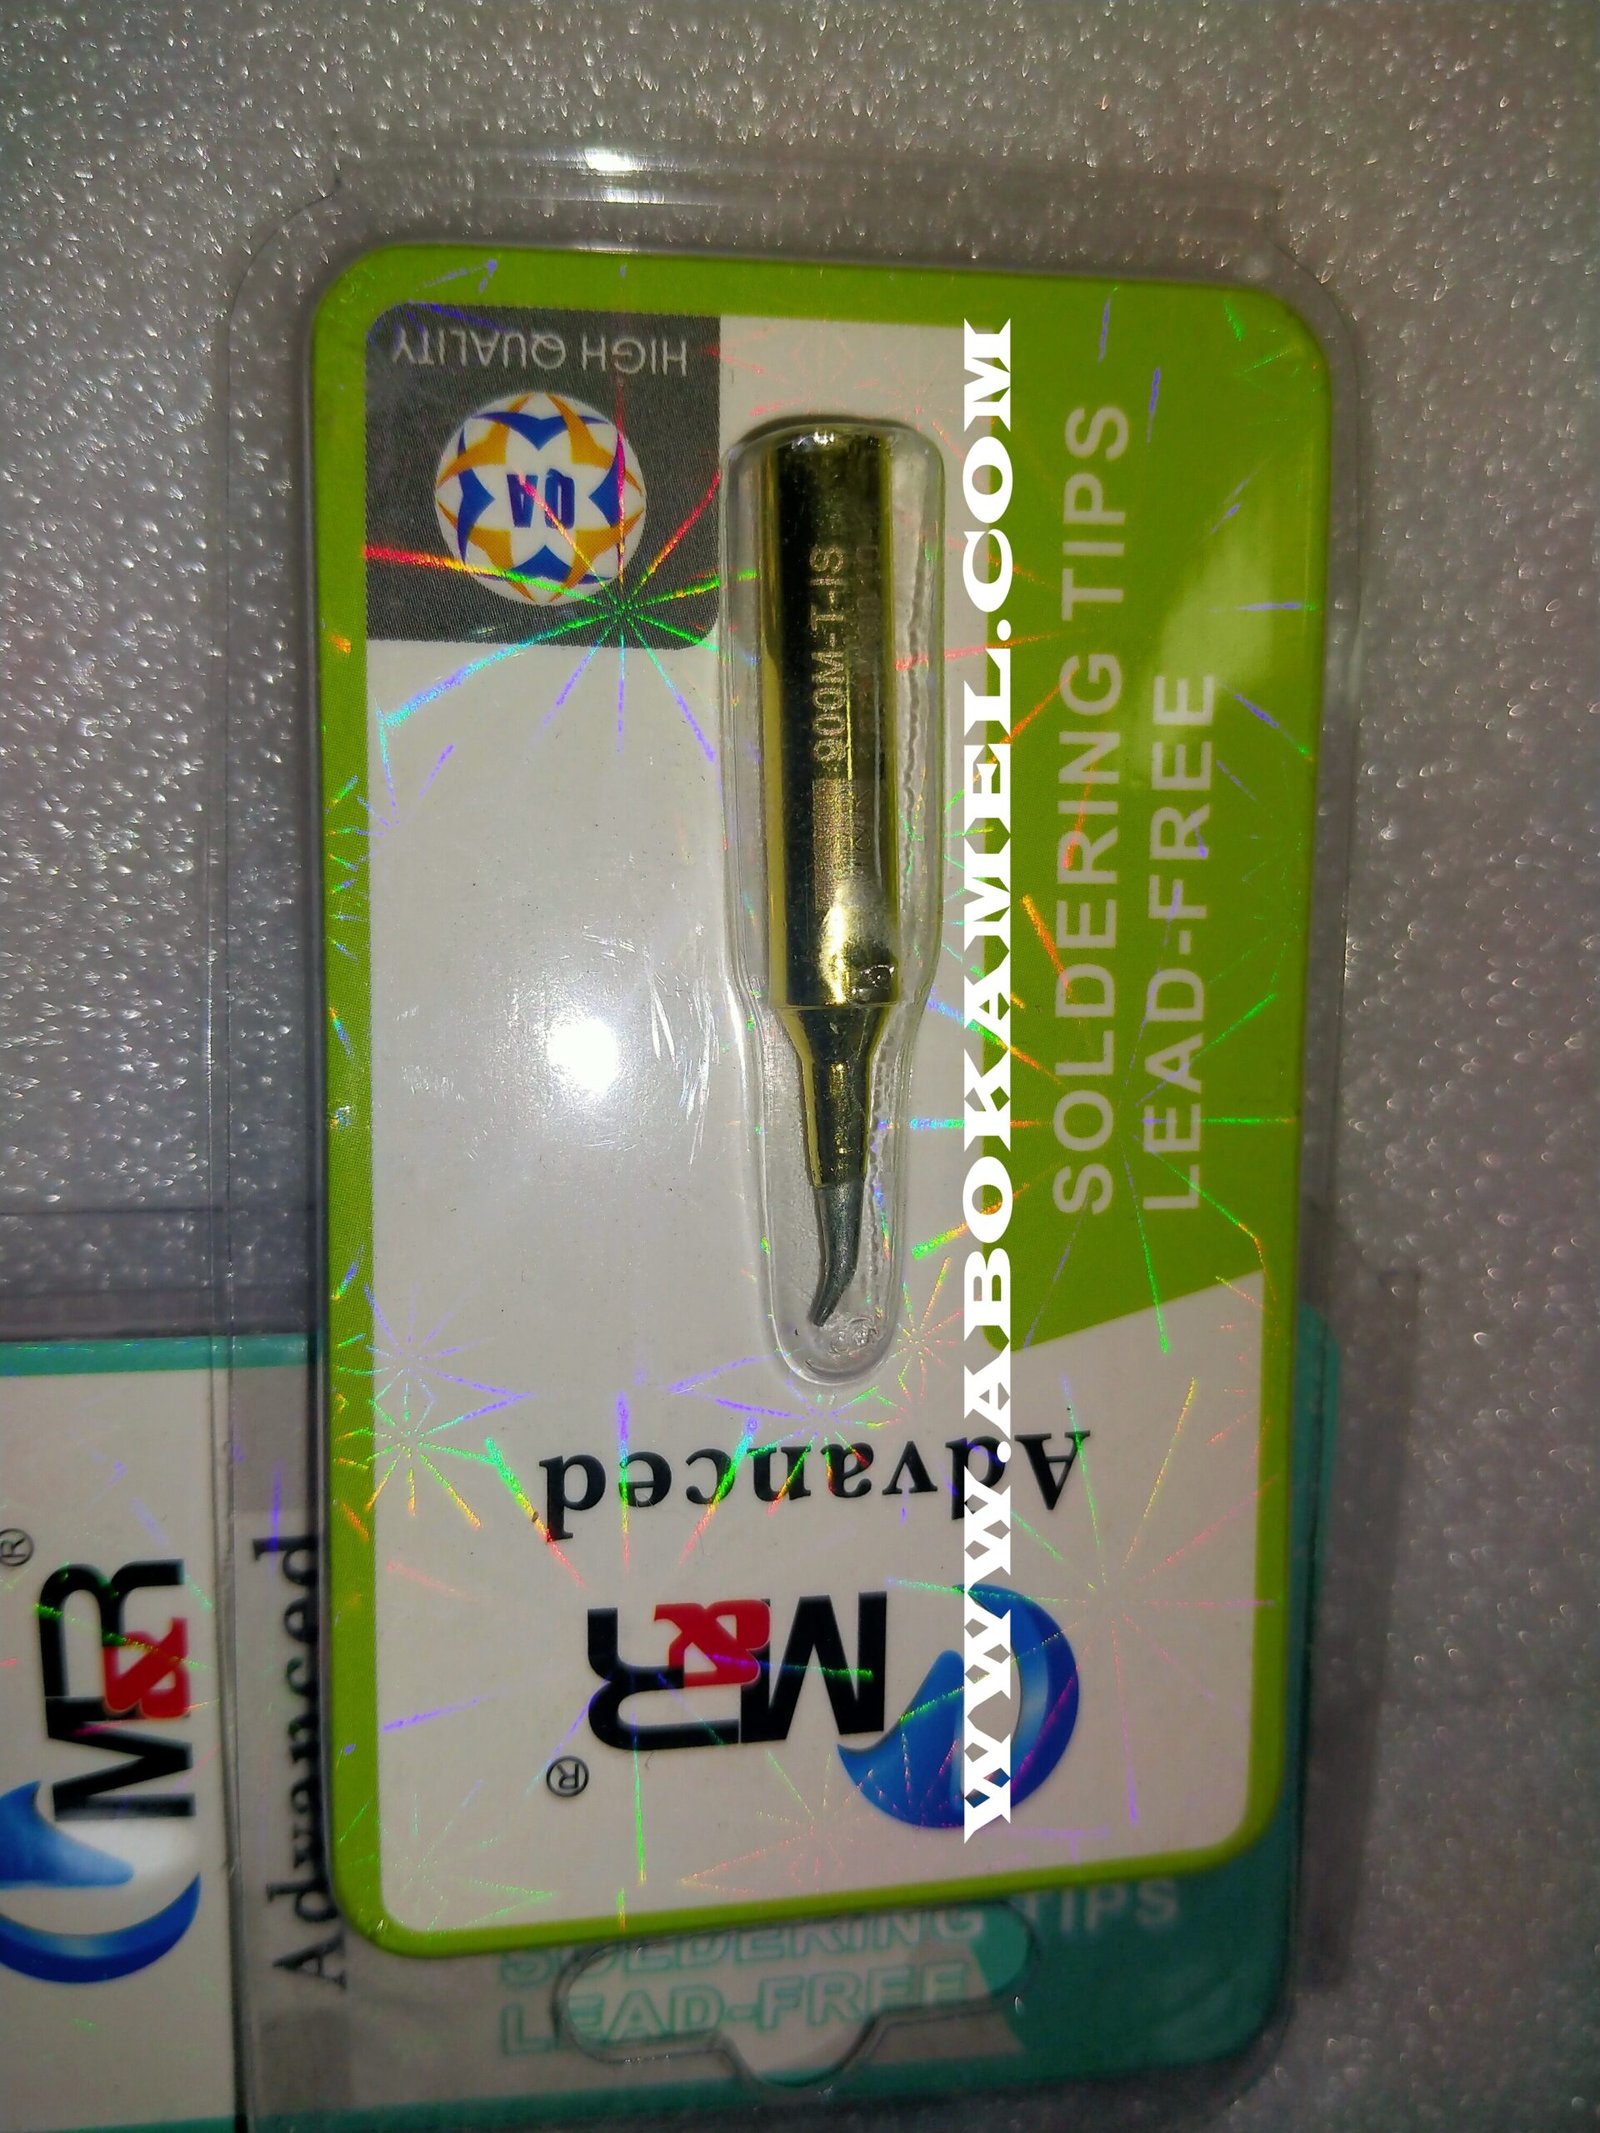 HIGH QUALITY
QA
900M-T-IS
SOLDERING TIPS
LEAD-FREE
WWW.ABOKAMEL.COM
Advanced
M&R®
M&R®
Advanced
SOLDERING TIPS
LEAD-FREE